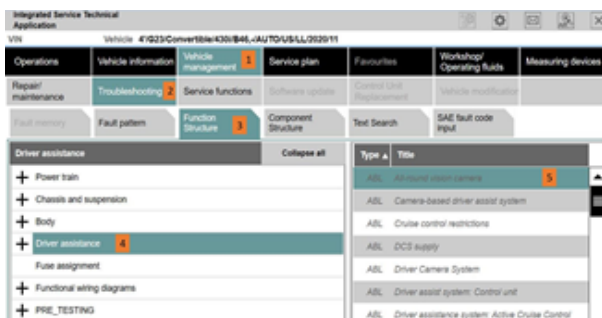 Integrated Service Technical
Application
VIN Vehicle 4'/G23/Convertible/430i/B46,-/AUTO/US/LL/2020/11
Operations Vehicle information Vehicle management 1 Service plan Favourites Workshop/ Operating fluids Measuring devices
Repair/ maintenance Troubleshooting 2 Service functions Software update Control Unit Replacement Vehicle modification
Fault memory Fault pattern Function Structure 3 Component Structure Text Search SAE fault code input
Driver assistance Collapse all Type Title
Power train
ABL All-round vision camera 5
Chassis and suspension
ABL Camera-based driver assist system
Body
ABL Cruise control restrictions
Driver assistance 4
ABL DCS supply
Fuse assignment
ABL Driver Camera System
Functional wiring diagrams
ABL Driver assist system: Control unit
PRE_TESTING
ABL Driver assistance system: Active Cruise Control